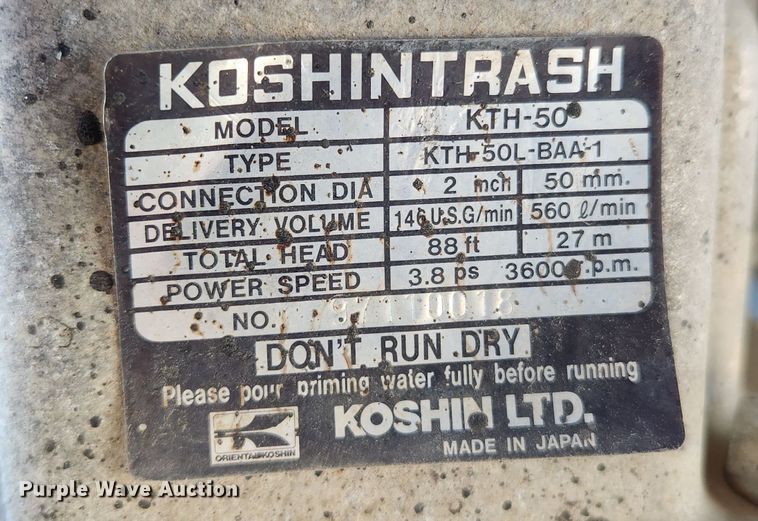 KOSHINTRASH
MODEL KTH-50
TYPE KTH-50L-BAA-1
CONNECTION DIA 2 inch 50 mm.
DELIVERY VOLUME 146 U.S.G/min 560 ℓ/min
TOTAL HEAD 88 ft 27 m
POWER SPEED 3.8 ps 3600 r.p.m.
NO. 97110018
DON'T RUN DRY
Please pour priming water fully before running
KOSHIN LTD.
ORIENTAL KOSHIN
MADE IN JAPAN
Purple Wave Auction